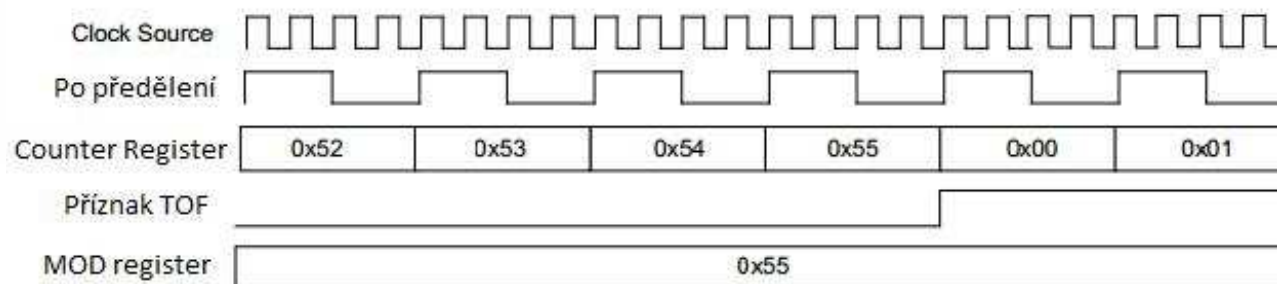 Clock Source
Po předělení
Counter Register 0x52 0x53 0x54 0x55 0x00 0x01
Příznak TOF
MOD register 0x55